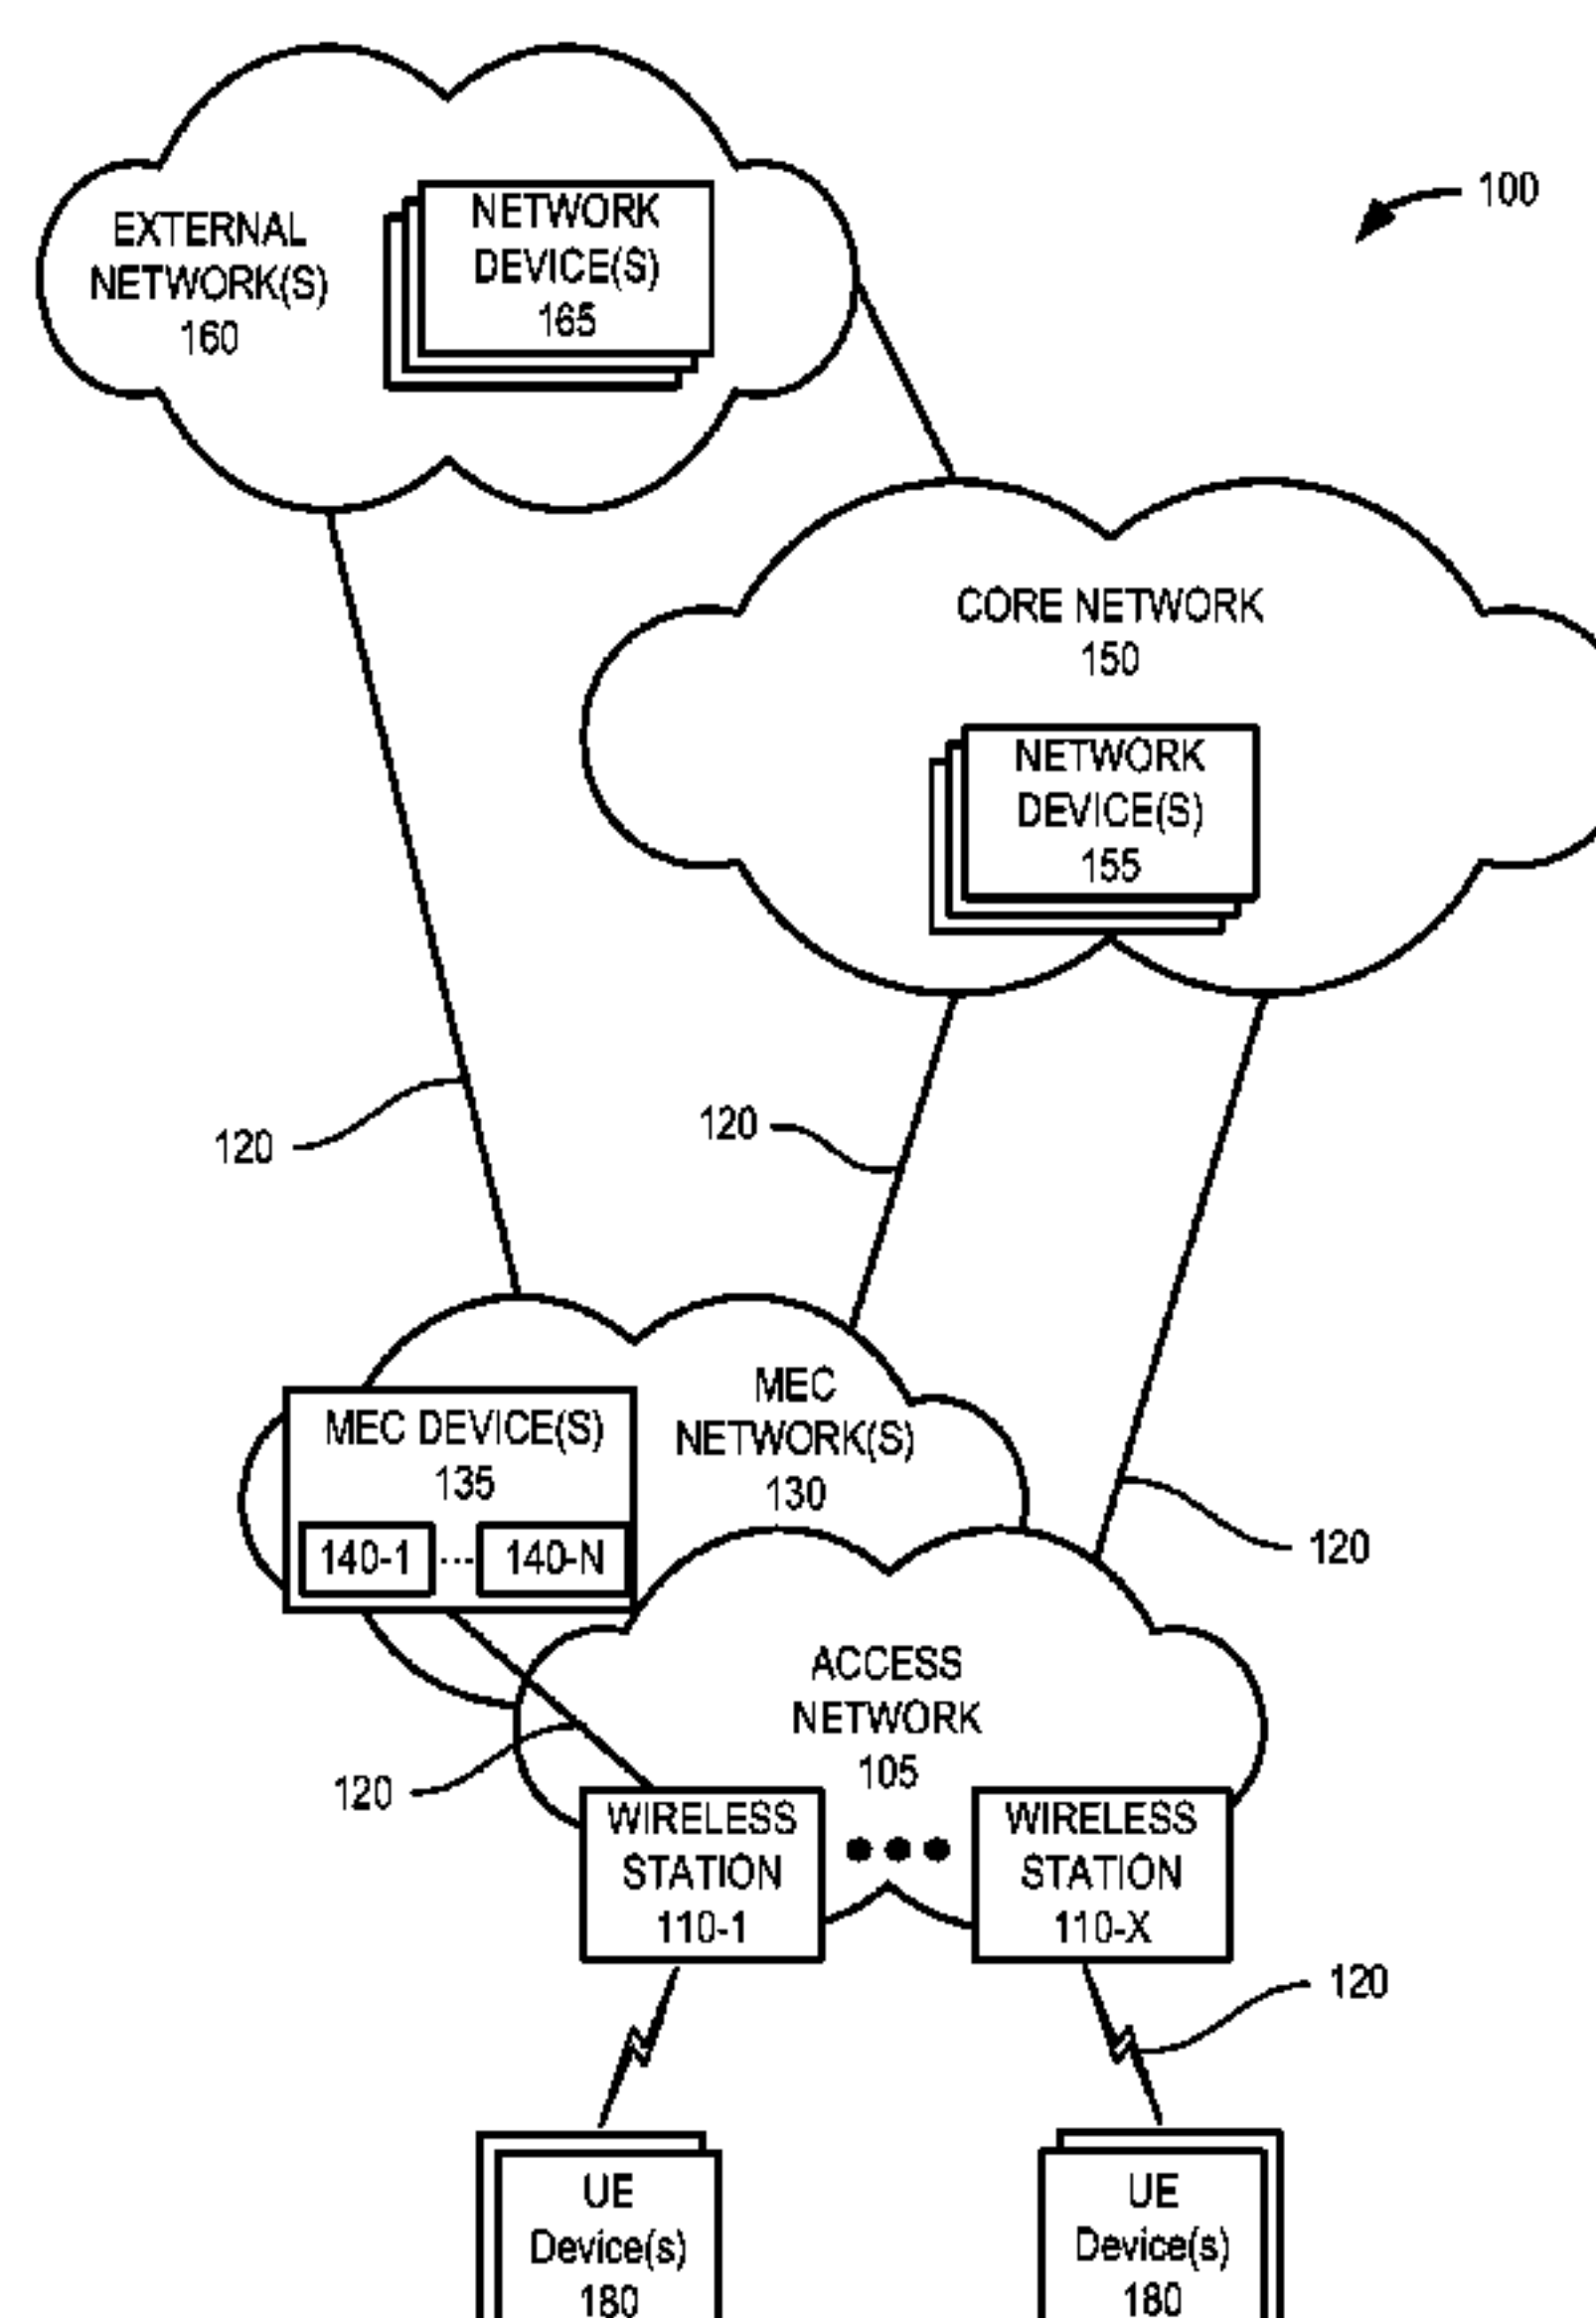 100
EXTERNAL
NETWORK(S)
160
NETWORK
DEVICE(S)
165
CORE NETWORK
150
NETWORK
DEVICE(S)
155
120
120
MEC DEVICE(S)
135
140-1 ... 140-N
MEC
NETWORK(S)
130
120
ACCESS
NETWORK
105
120
WIRELESS
STATION
110-1
WIRELESS
STATION
110-X
120
UE
Device(s)
180
UE
Device(s)
180